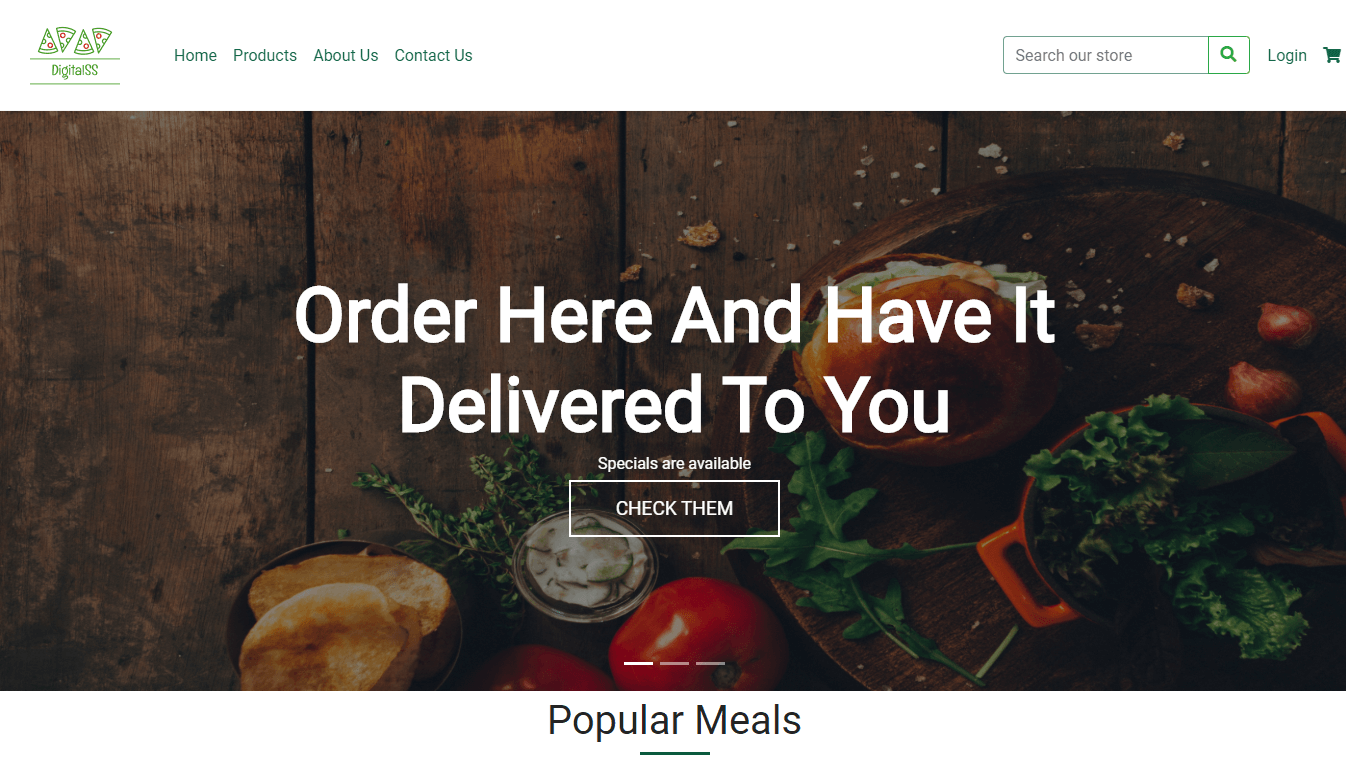 DigitalSS
Home Products About Us Contact Us
Search our store
Login
Order Here And Have It
Delivered To You
Specials are available
CHECK THEM
Popular Meals